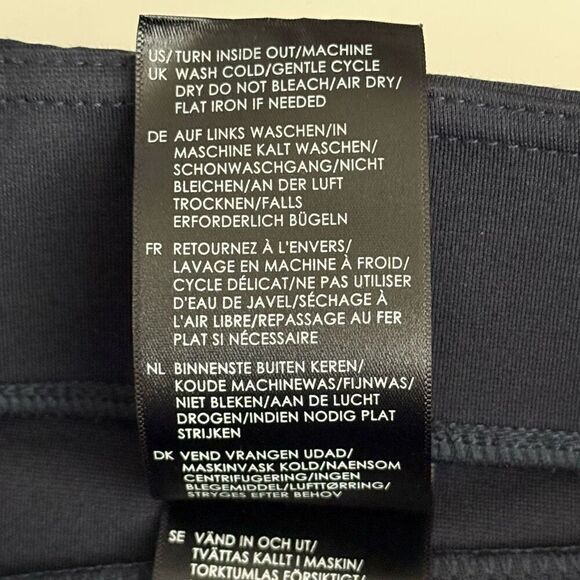 US/ TURN INSIDE OUT/MACHINE
UK WASH COLD/GENTLE CYCLE
DRY DO NOT BLEACH/AIR DRY/
FLAT IRON IF NEEDED
DE AUF LINKS WASCHEN/IN
MASCHINE KALT WASCHEN/
SCHONWASCHGANG/NICHT
BLEICHEN/AN DER LUFT
TROCKNEN/FALLS
ERFORDERLICH BÜGELN
FR RETOURNEZ À L'ENVERS/
LAVAGE EN MACHINE À FROID/
CYCLE DÉLICAT/NE PAS UTILISER
D'EAU DE JAVEL/SÉCHAGE À
L'AIR LIBRE/REPASSAGE AU FER
PLAT SI NÉCESSAIRE
NL BINNENSTE BUITEN KEREN/
KOUDE MACHINEWAS/FIJNWAS/
NIET BLEKEN/AAN DE LUCHT
DROGEN/INDIEN NODIG PLAT
STRIJKEN
DK VEND VRANGEN UDAD/
MASKINVASK KOLD/NAENSOM
CENTRIFUGERING/INGEN
BLEGEMIDDEL/LUFTTØRRING/
STRYGES EFTER BEHOV
SE VÄND IN OCH UT/
TVÄTTAS KALLT I MASKIN/
TORKTUMLAS FÖRSIKTIGT/